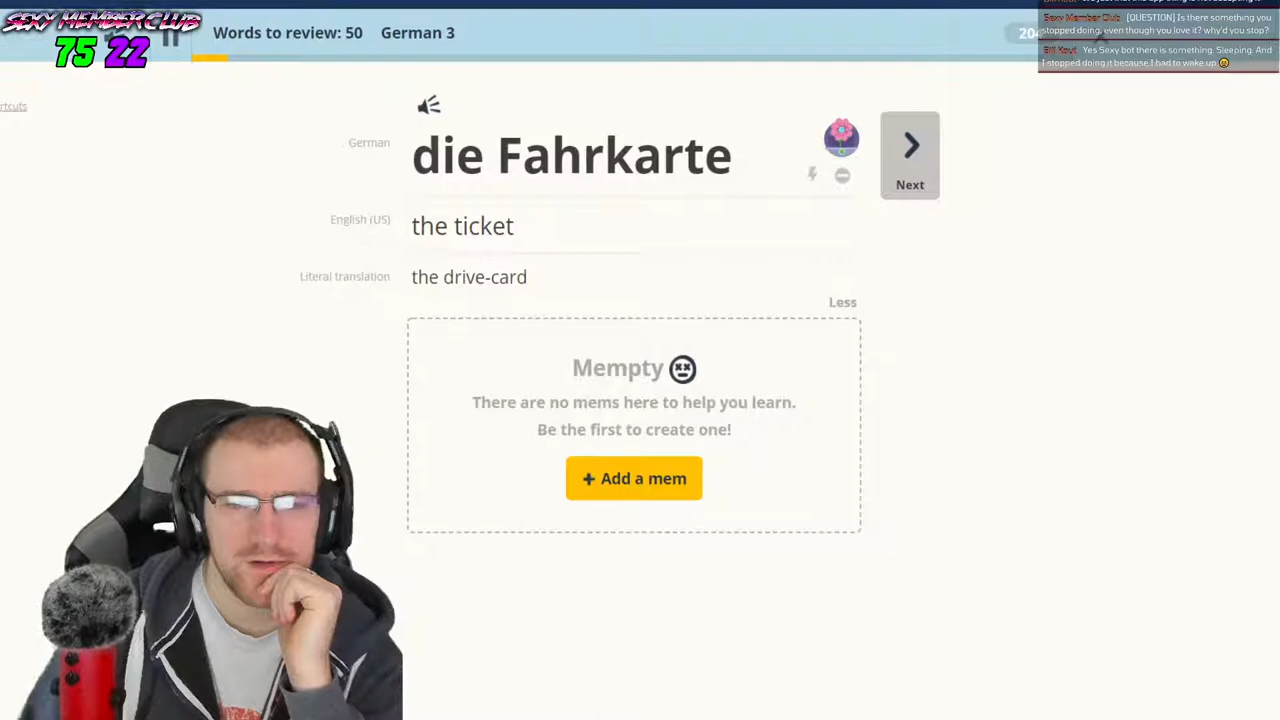 SEXY MEMBER CLUB
75 22
Words to review: 50 German 3
204
Sexy Member Club [QUESTION] Is there something you
stopped doing, even though you love it? why'd you stop?
Bill Kout Yes Sexy bot there is something. Sleeping. And
I stopped doing it because I had to wake up
rtcuts
German
die Fahrkarte
Next
English (US)
the ticket
Literal translation
the drive-card
Less
Mempty
There are no mems here to help you learn.
Be the first to create one!
+ Add a mem